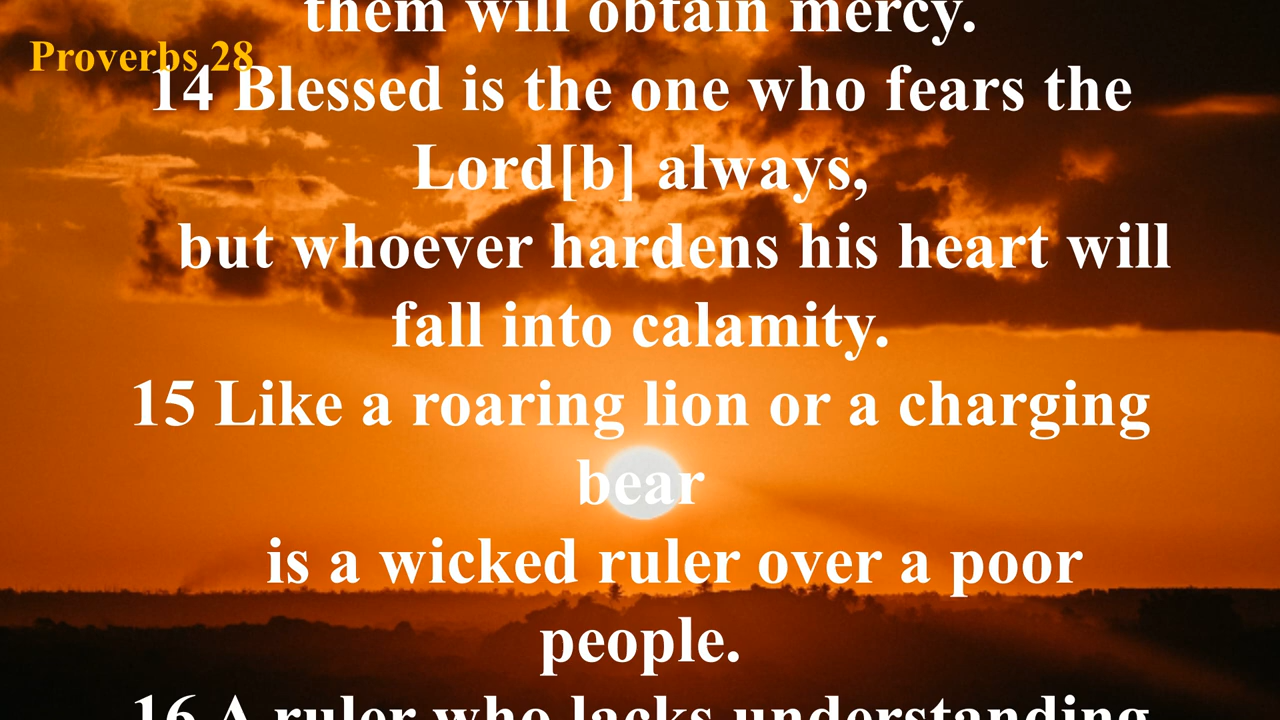 them will obtain mercy.
Proverbs 28
14 Blessed is the one who fears the
Lord[b] always,
but whoever hardens his heart will
fall into calamity.
15 Like a roaring lion or a charging
bear
is a wicked ruler over a poor
people.
16 A ruler who lacks understanding